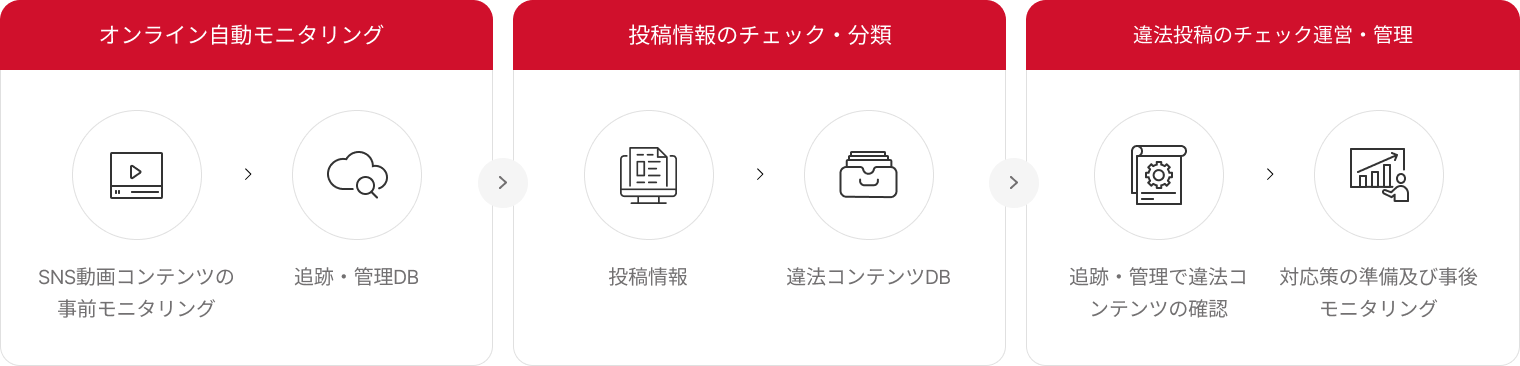 オンライン自動モニタリング
SNS動画コンテンツの
事前モニタリング
追跡・管理DB
投稿情報のチェック・分類
投稿情報
違法コンテンツDB
違法投稿のチェック運営・管理
追跡・管理で違法コ
ンテンツの確認
対応策の準備及び事後
モニタリング